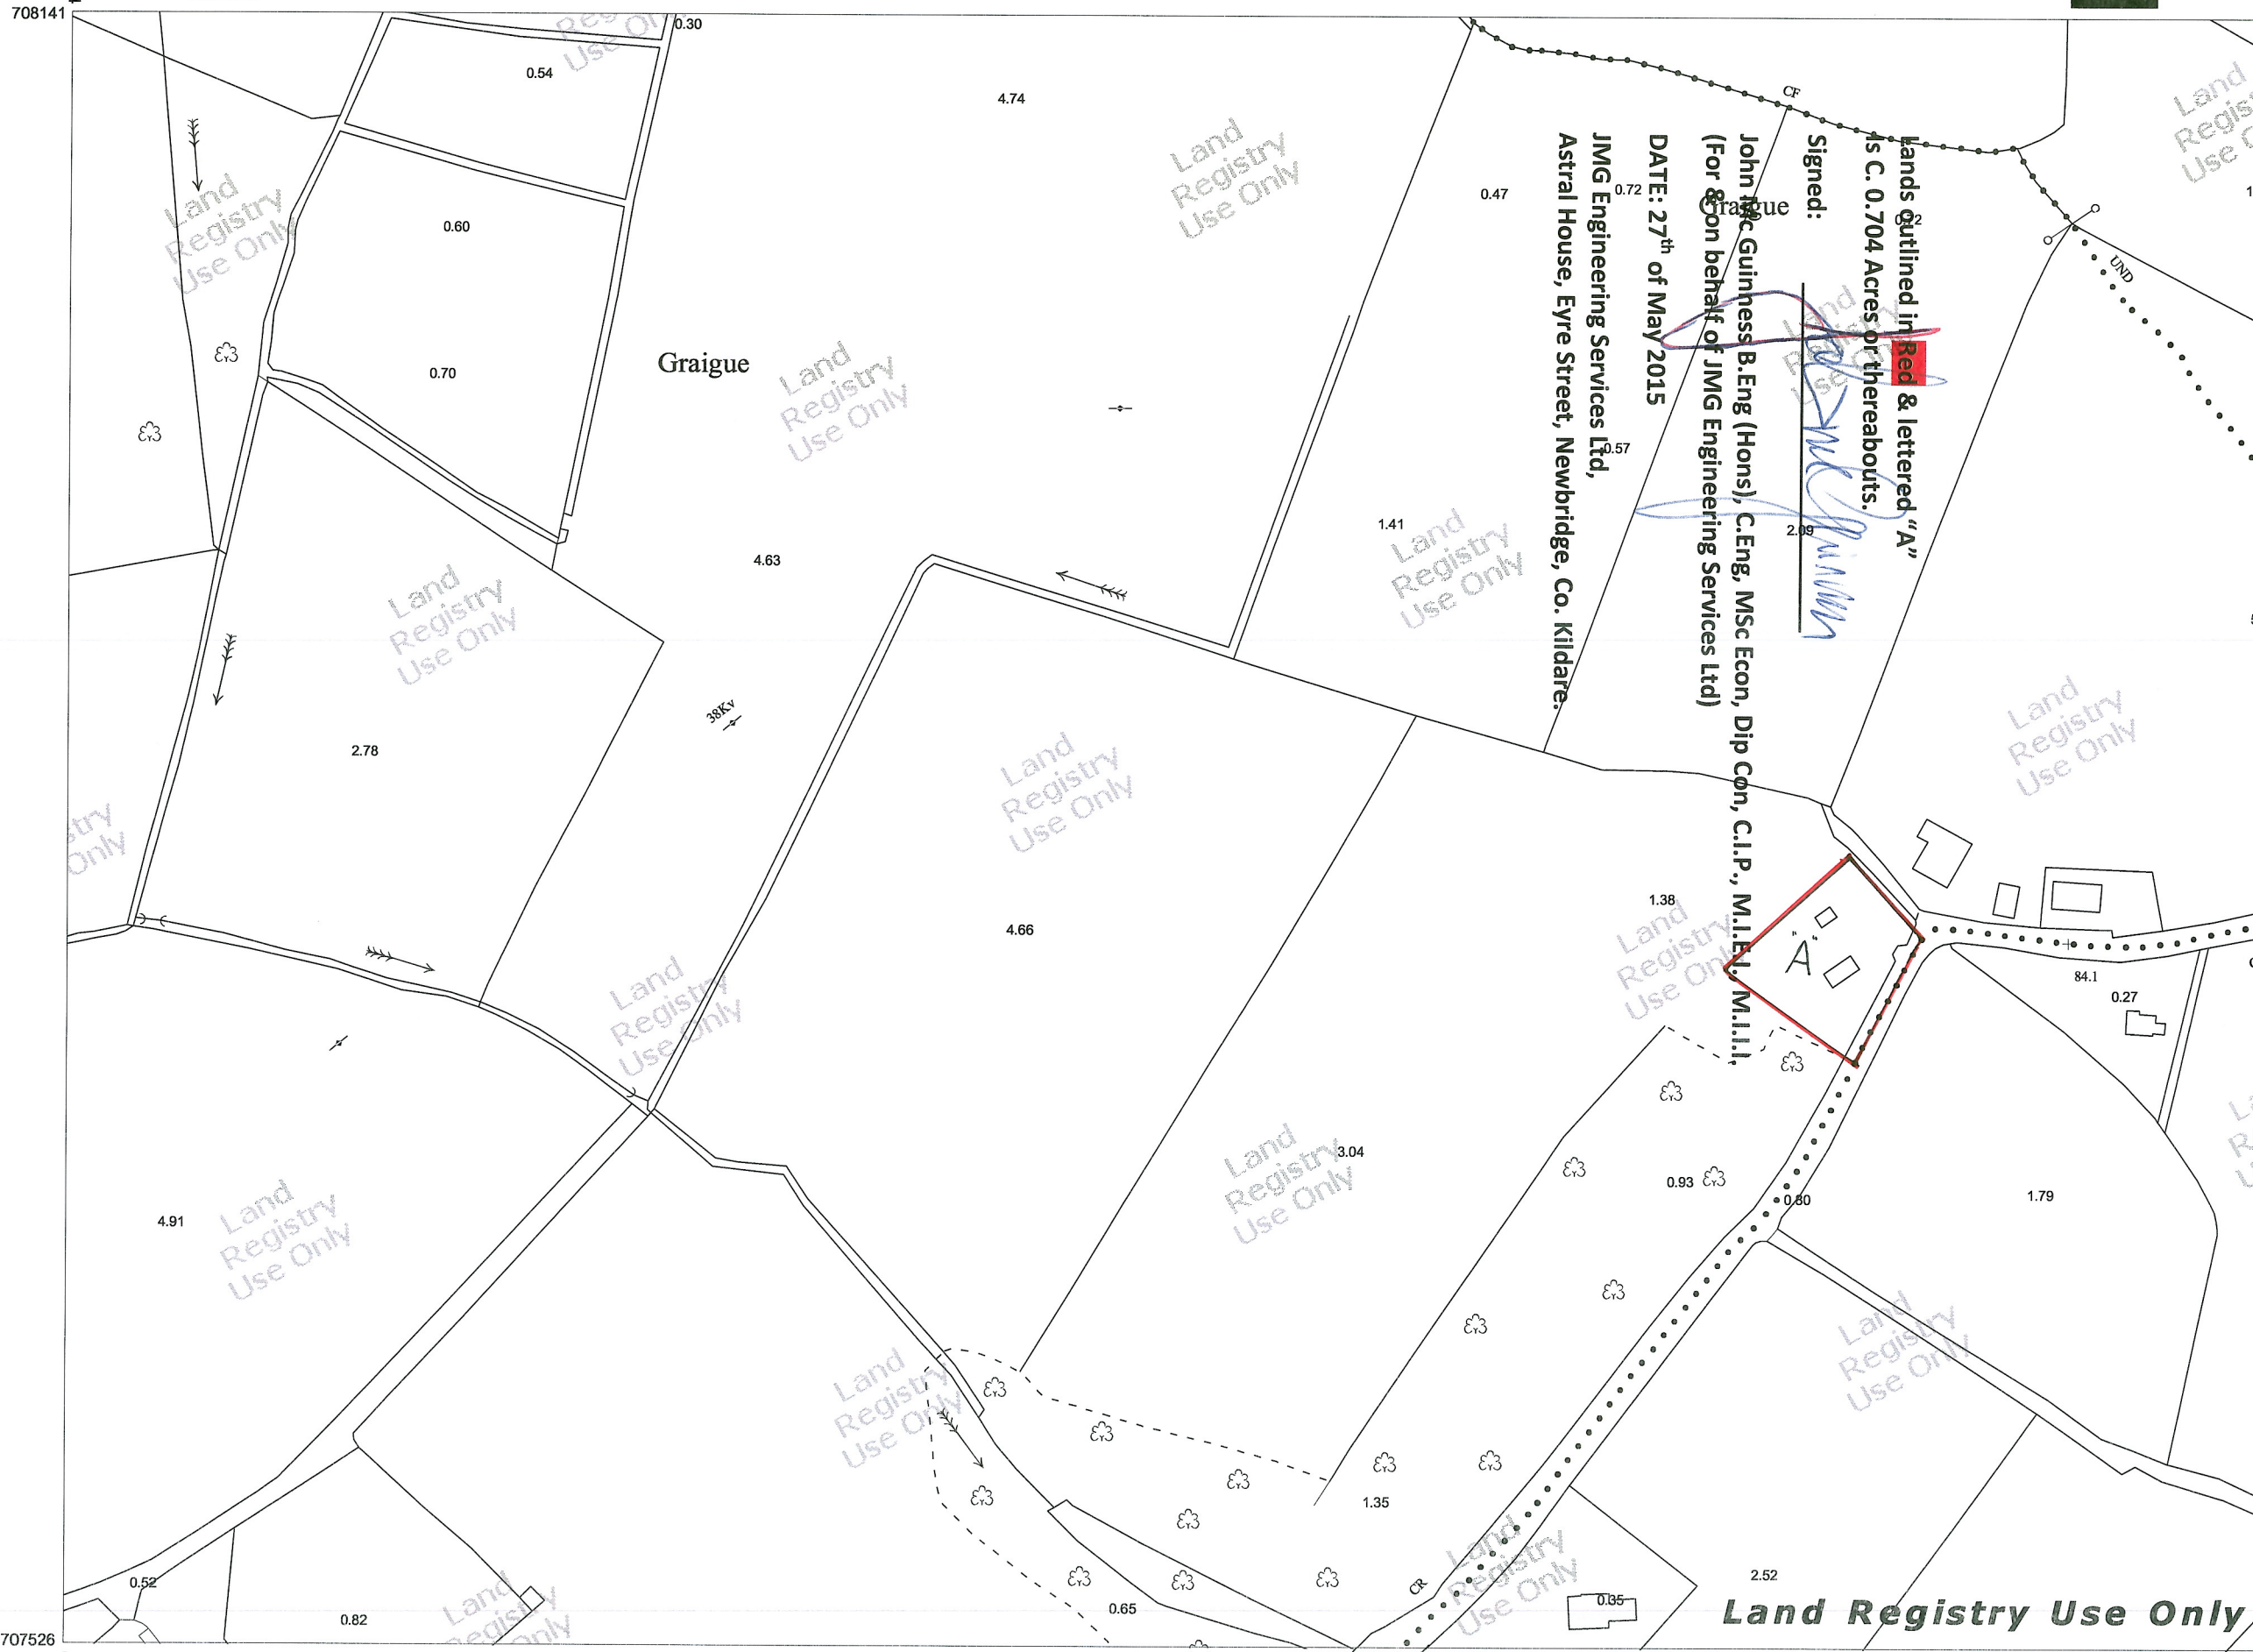 708141
0.30
0.54
4.74
CF
Lands outlined in Red & lettered "A"
Is C. 0.704 Acres or thereabouts.
Signed:
John Mc Guinness B.Eng (Hons), C.Eng, MSc Econ, Dip Con, C.I.P., M.I.E.I., M.I.I.I.
(For & on behalf of JMG Engineering Services Ltd)
DATE: 27th of May 2015
JMG Engineering Services Ltd,
Astral House, Eyre Street, Newbridge, Co. Kildare.
0.47
0.72
Graigue
UND
0.60
0.70
Graigue
0.57
1.41
2.09
4.63
38Kv
2.78
4.66
1.38
"A"
84.1
0.27
3.04
0.93
0.80
1.79
4.91
1.35
CR
0.52
0.82
0.65
0.35
2.52
707526
Land Registry Use Only
Land
Registry
Use Only